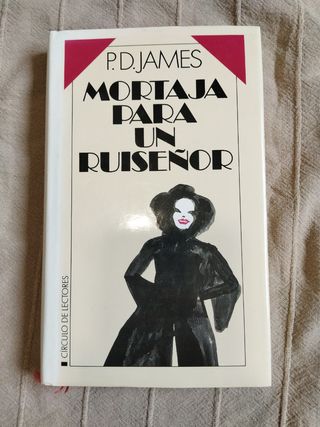 P.D. JAMES
MORTAJA
PARA
UN
RUISEÑOR
CÍRCULO DE LECTORES